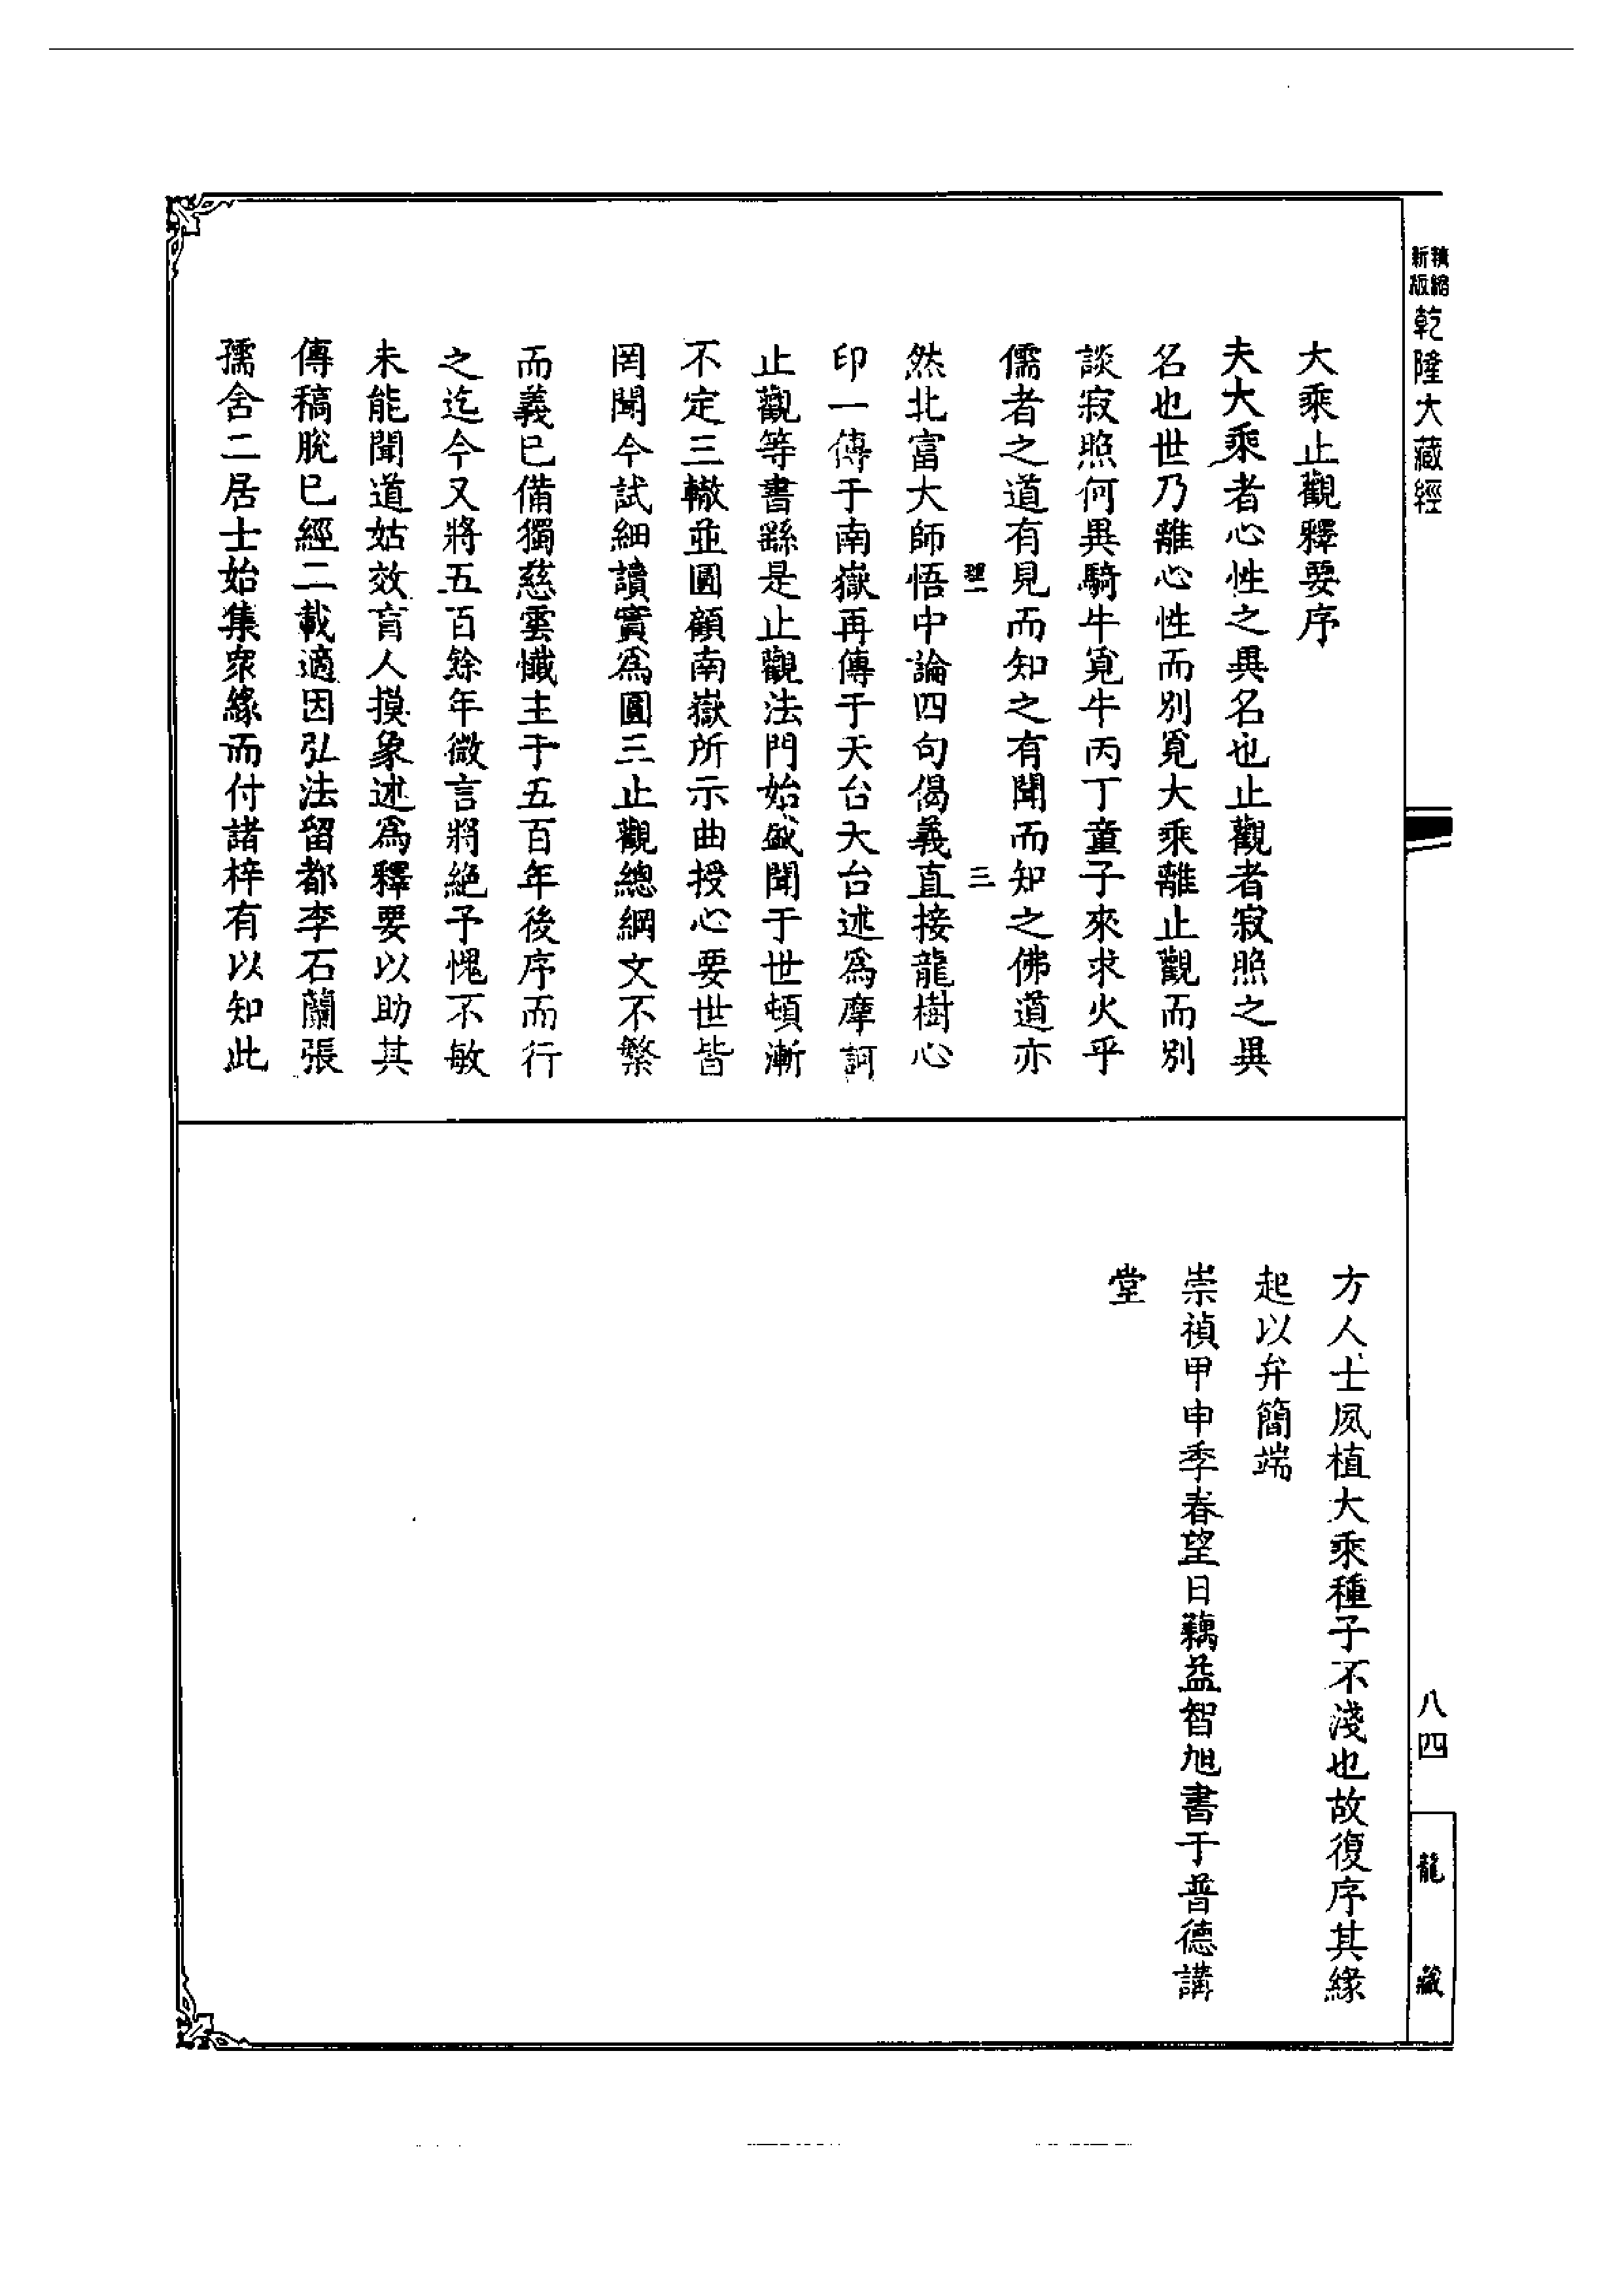 精縮
新版
乾隆大藏經
大乘止觀釋要序
夫大乘者心性之異名也止觀者寂照之異
名也世乃離心性而別覓大乘離止觀而別
談寂照何異騎牛覓牛丙丁童子來求火乎
儒者之道有見而知之有聞而知之佛道亦
理一 三
然北富大師悟中論四句偈義直接龍樹心
印一傳于南嶽再傳于天台天台述爲摩訶
止觀等書繇是止觀法門始盛聞于世頓漸
不定三轍並圓顧南嶽所示曲授心要世皆
罔聞今試細讀實爲圓三止觀總綱文不繁
而義已備獨慈雲懺主于五百年後序而行
之迄今又將五百餘年微言將絕予愧不敏
未能聞道姑效盲人摸象述爲釋要以助其
傳稿脫已經二載適因弘法留都李石蘭張
孺含二居士始集眾緣而付諸梓有以知此
方人士夙植大乘種子不淺也故復序其緣
起以弁簡端
崇禎甲申季春望日蕅益智旭書于普德講
堂
八四
龍藏